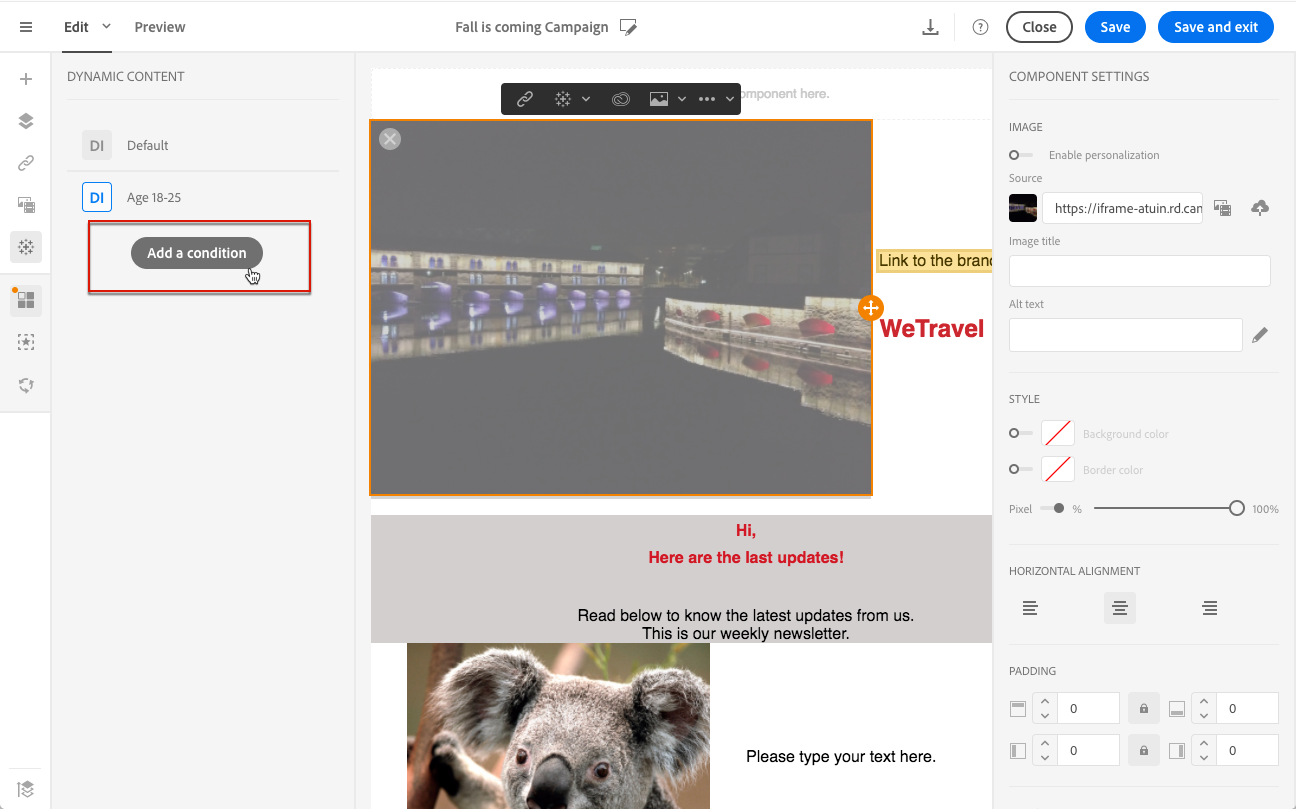 Edit
Preview
Fall is coming Campaign
Close
Save
Save and exit
DYNAMIC CONTENT
DI
Default
DI
Age 18-25
Add a condition
omponent here.
Link to the brand
WeTravel
Hi,
Here are the last updates!
Read below to know the latest updates from us.
This is our weekly newsletter.
Please type your text here.
COMPONENT SETTINGS
IMAGE
Enable personalization
Source
https://iframe-atuin.rd.can
Image title
Alt text
STYLE
Background color
Border color
Pixel
%
100%
HORIZONTAL ALIGNMENT
PADDING
0
0
0
0